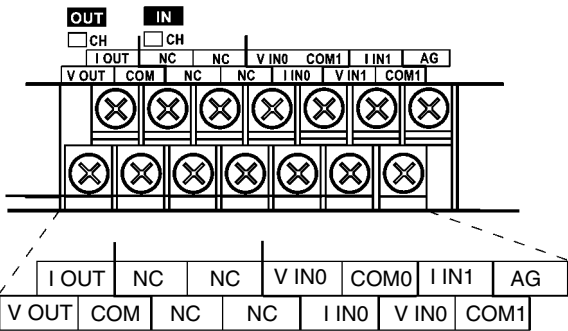 OUT IN
CH CH
I OUT NC NC V IN0 COM1 I IN1 AG
V OUT COM NC NC I IN0 V IN1 COM1
I OUT NC NC V IN0 COM0 I IN1 AG
V OUT COM NC NC I IN0 V IN0 COM1